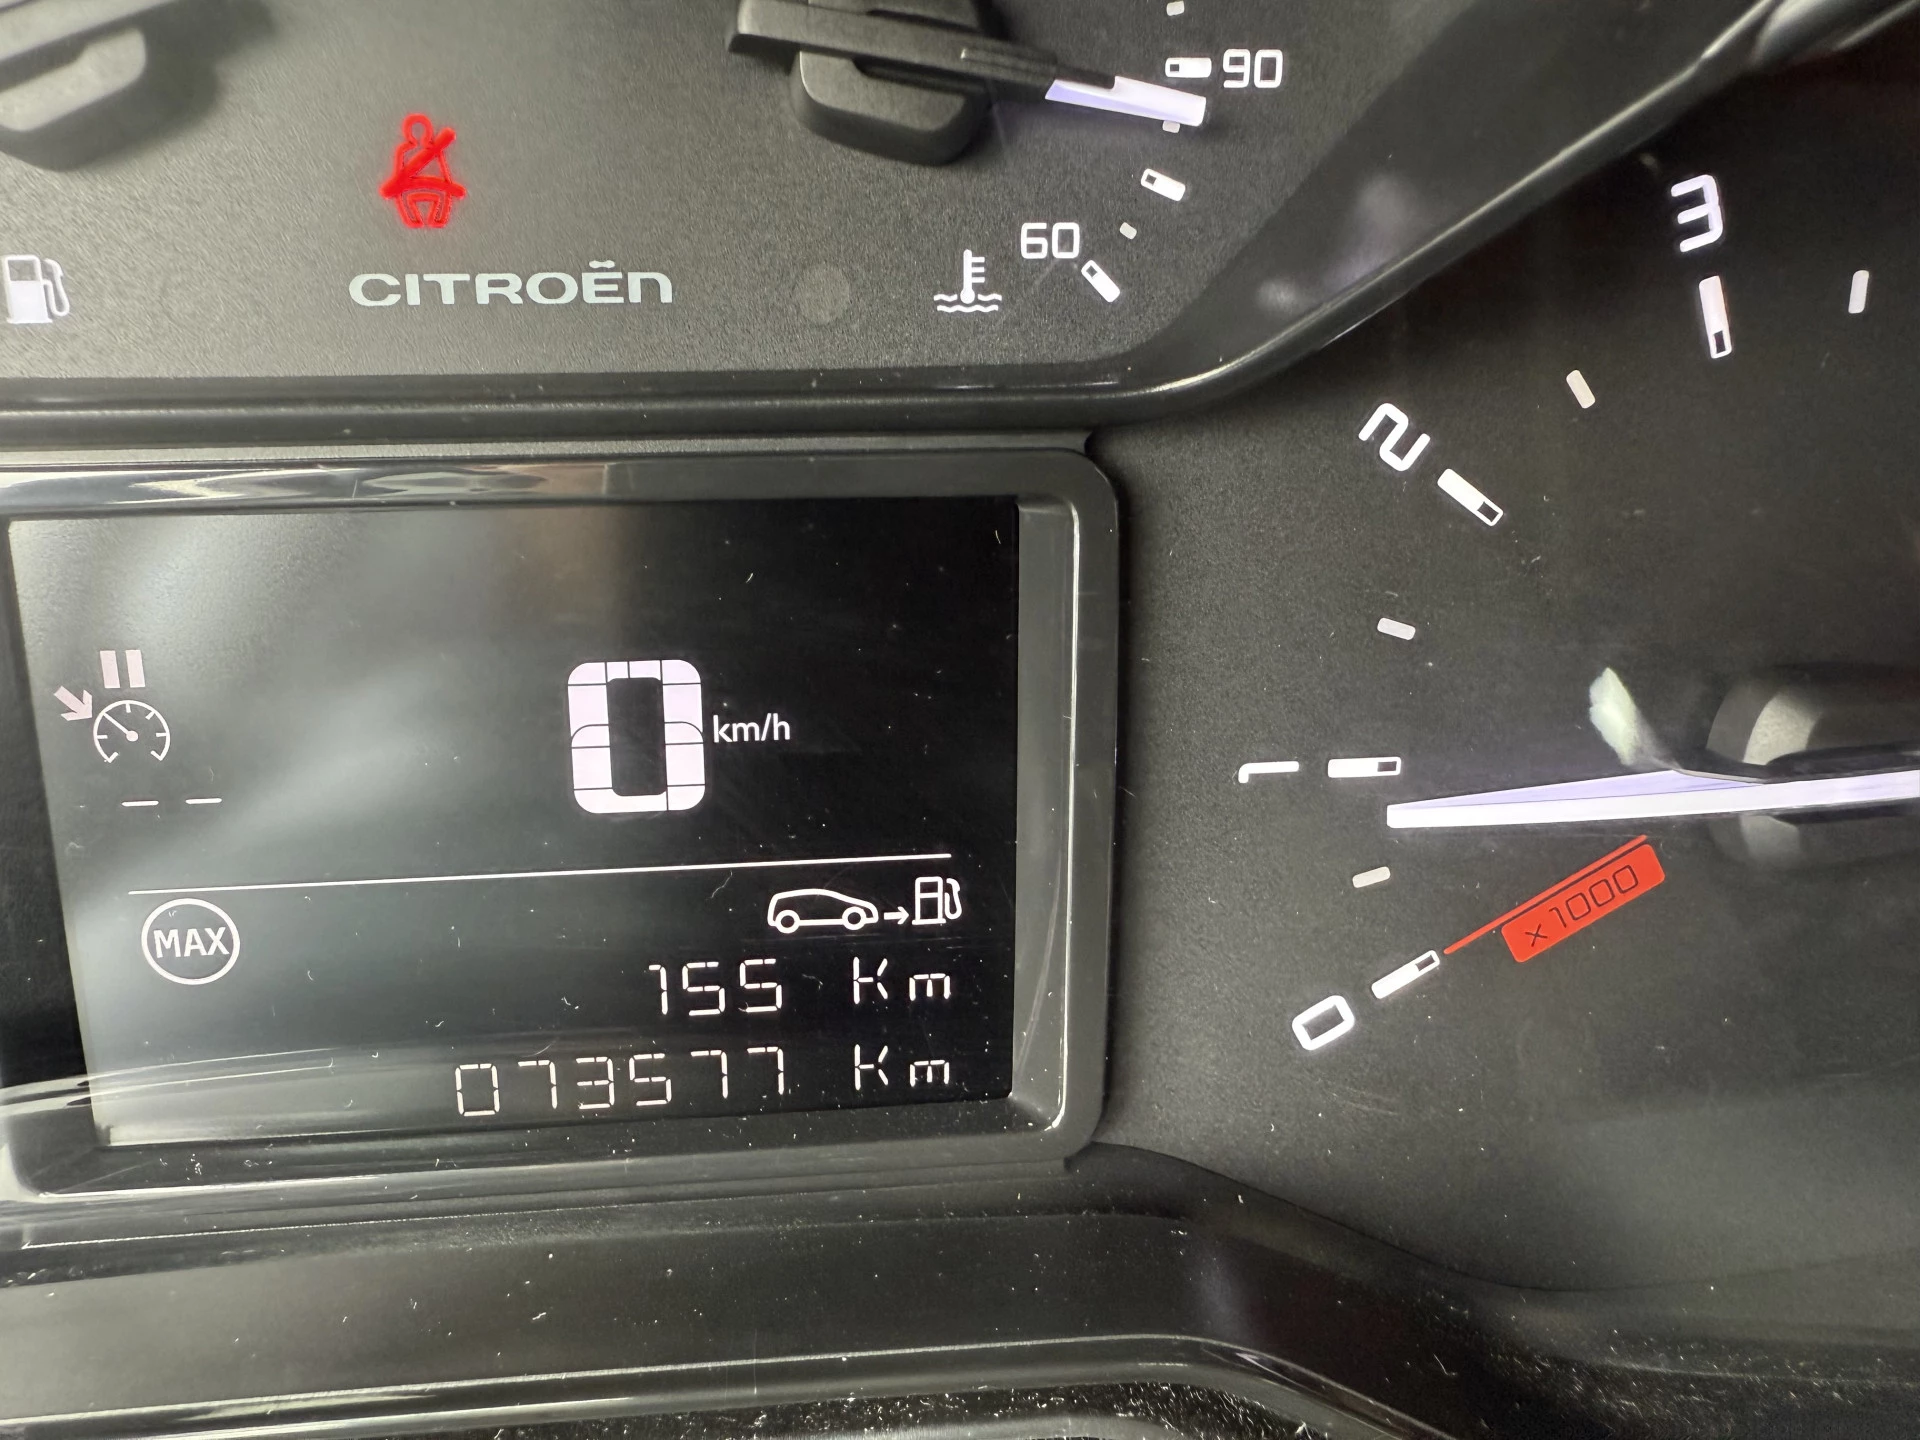 90
60
CITROËN
3
2
1
0
x1000
0 km/h
-- --
MAX
155 Km
073577 Km